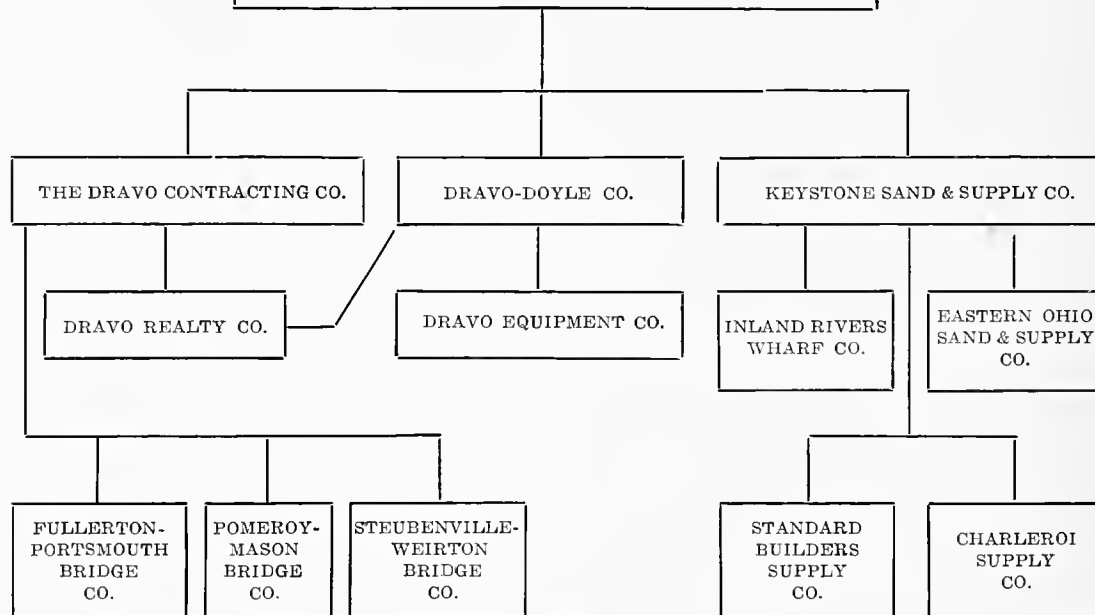 THE DRAVO CONTRACTING CO.
DRAVO-DOYLE CO.
KEYSTONE SAND & SUPPLY CO.
DRAVO REALTY CO.
DRAVO EQUIPMENT CO.
INLAND RIVERS
WHARF CO.
EASTERN OHIO
SAND & SUPPLY
CO.
FULLERTON-
PORTSMOUTH
BRIDGE
CO.
POMEROY-
MASON
BRIDGE
CO.
STEUBENVILLE-
WEIRTON
BRIDGE
CO.
STANDARD
BUILDERS
SUPPLY
CO.
CHARLEROI
SUPPLY
CO.